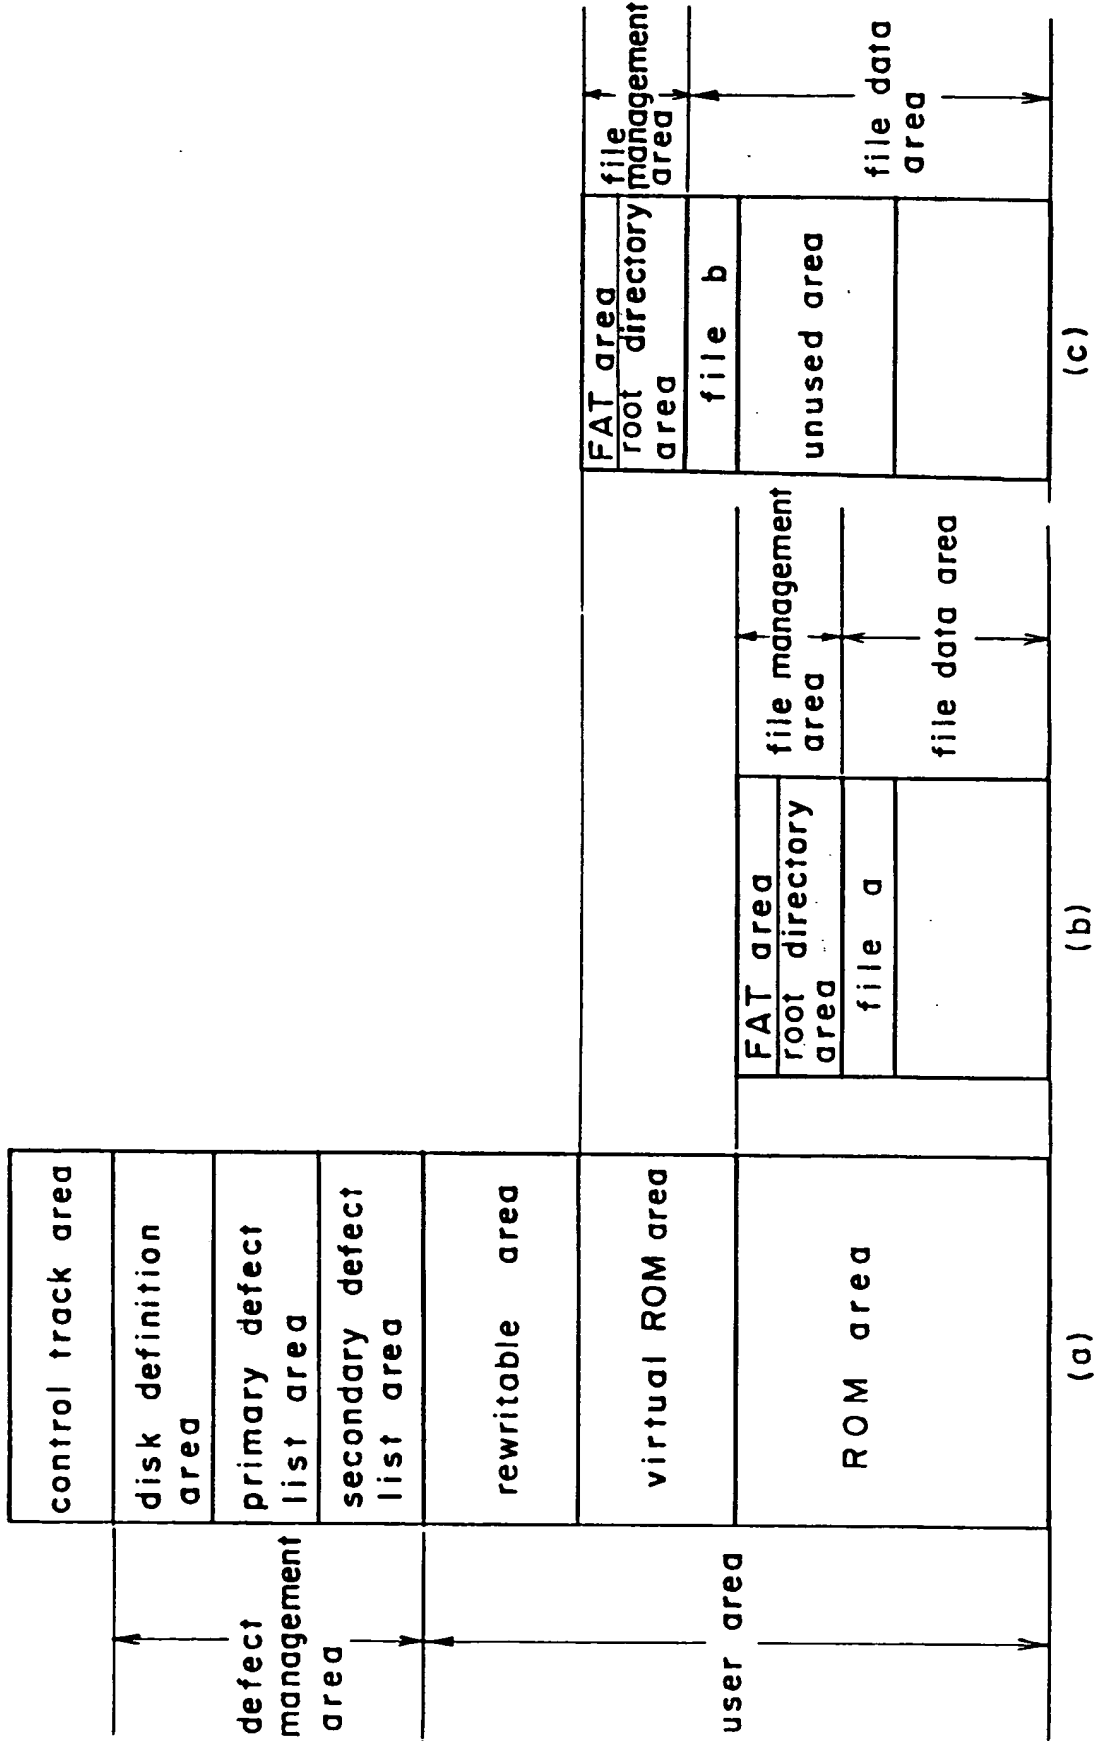 defect
management
area
user area
control track area
disk definition
area
primary defect
list area
secondary defect
list area
rewritable area
virtual ROM area
ROM area
(a)
FAT area
root directory
area
file a
file management
area
file data area
(b)
FAT area
root directory
area
file b
unused area
file
management
area
file data
area
(c)